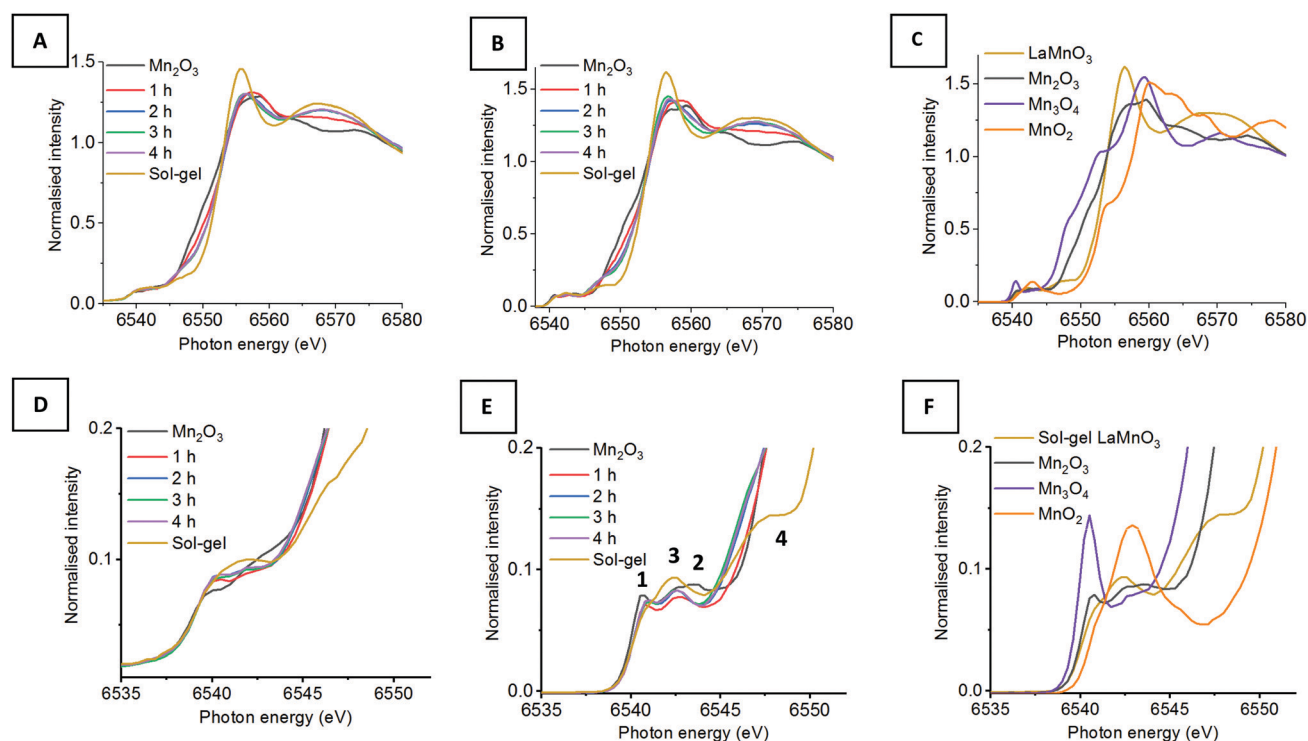 A
Mn₂O₃
1 h
2 h
3 h
4 h
Sol-gel
1.5
1.0
0.5
0.0
6540 6550 6560 6570 6580
Normalsied intensity
Photon energy (eV)
B
Mn₂O₃
1 h
2 h
3 h
4 h
Sol-gel
1.5
1.0
0.5
0.0
6540 6550 6560 6570 6580
Normalised intensity
Photon energy (eV)
C
LaMnO₃
Mn₂O₃
Mn₃O₄
MnO₂
1.5
1.0
0.5
0.0
6540 6550 6560 6570 6580
Normalised intensity
Photon energy (eV)
D
Mn₂O₃
1 h
2 h
3 h
4 h
Sol-gel
0.2
0.1
6535 6540 6545 6550
Normalised intensity
Photon energy (eV)
E
Mn₂O₃
1 h
2 h
3 h
4 h
Sol-gel
1 3 2 4
0.2
0.1
0.0
6535 6540 6545 6550
Normalised intensity
Photon energy (eV)
F
Sol-gel LaMnO₃
Mn₂O₃
Mn₃O₄
MnO₂
0.2
0.1
0.0
6535 6540 6545 6550
Normalised intensity
Photon energy (eV)